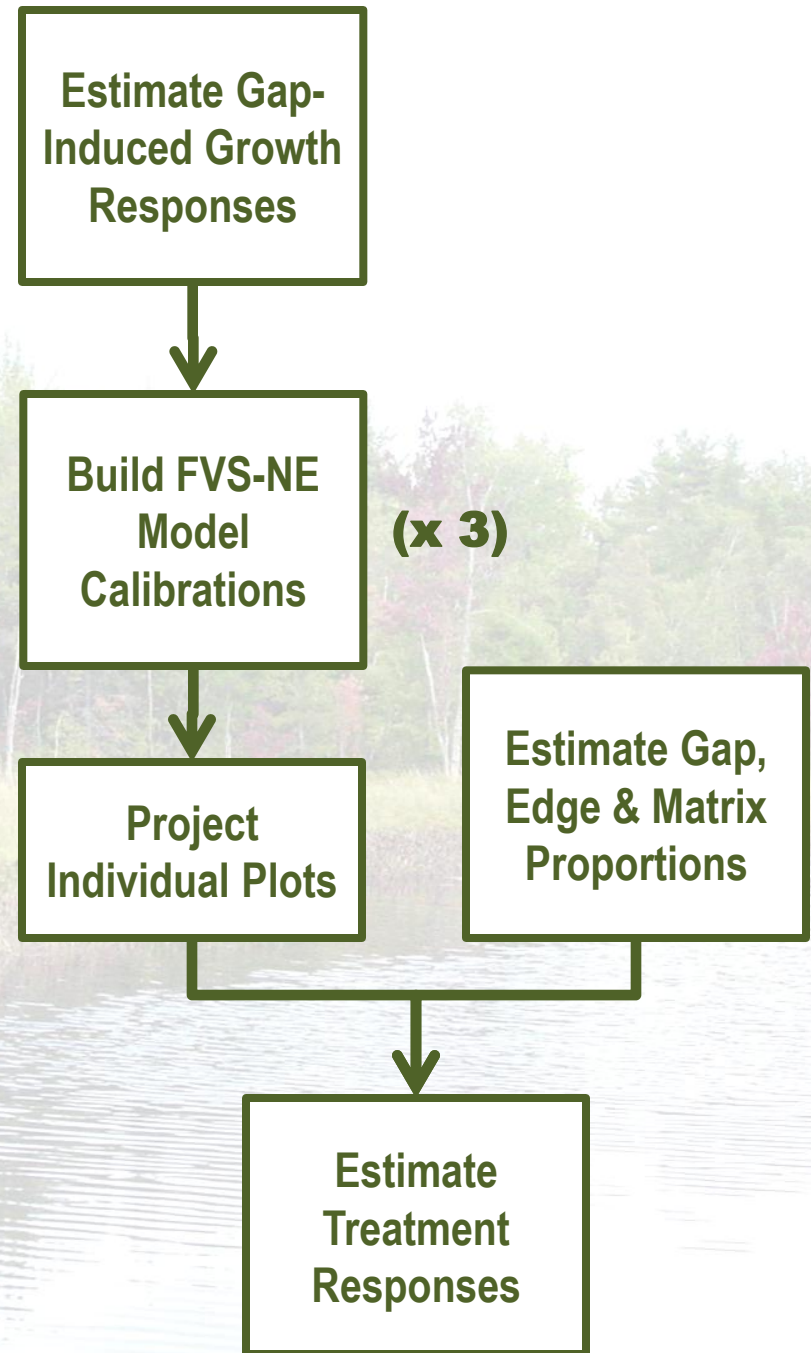 Estimate Gap-
Induced Growth
Responses
Build FVS-NE
Model
Calibrations
(x 3)
Project
Individual Plots
Estimate Gap,
Edge & Matrix
Proportions
Estimate
Treatment
Responses